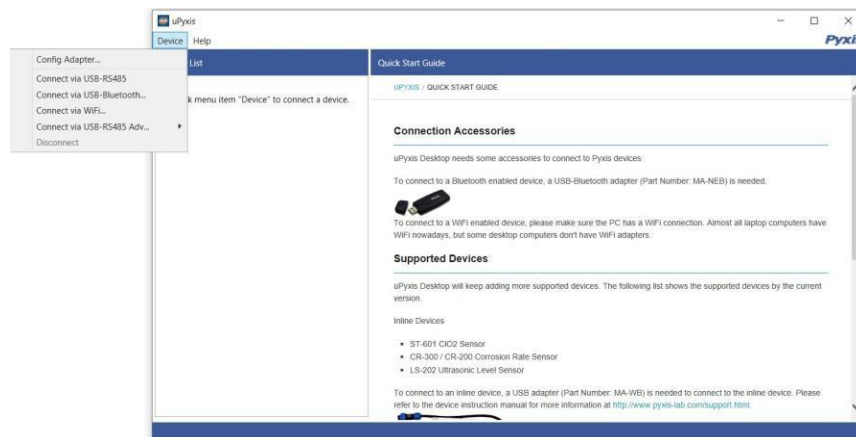 uPyxis
Device Help
Pyxis
Config Adapter...
Connect via USB-RS485
Connect via USB-Bluetooth...
Connect via WiFi...
Connect via USB-RS485 Adv...
Disconnect
List
k menu item "Device" to connect a device.
Quick Start Guide
UPYXIS / QUICK START GUIDE
Connection Accessories
uPyxis Desktop needs some accessories to connect to Pyxis devices
To connect to a Bluetooth enabled device, a USB-Bluetooth adapter (Part Number: MA-NEB) is needed.
To connect to a WiFi enabled device, please make sure the PC has a WiFi connection. Almost all laptop computers have
WiFi nowadays, but some desktop computers don't have WiFi adapters.
Supported Devices
uPyxis Desktop will keep adding more supported devices. The following list shows the supported devices by the current
version.
Inline Devices
ST-601 ClO2 Sensor
CR-300 / CR-200 Corrosion Rate Sensor
LS-202 Ultrasonic Level Sensor
To connect to an inline device, a USB adapter (Part Number: MA-WB) is needed to connect to the inline device. Please
refer to the device instruction manual for more information at http://www.pyxis-lab.com/support.html.